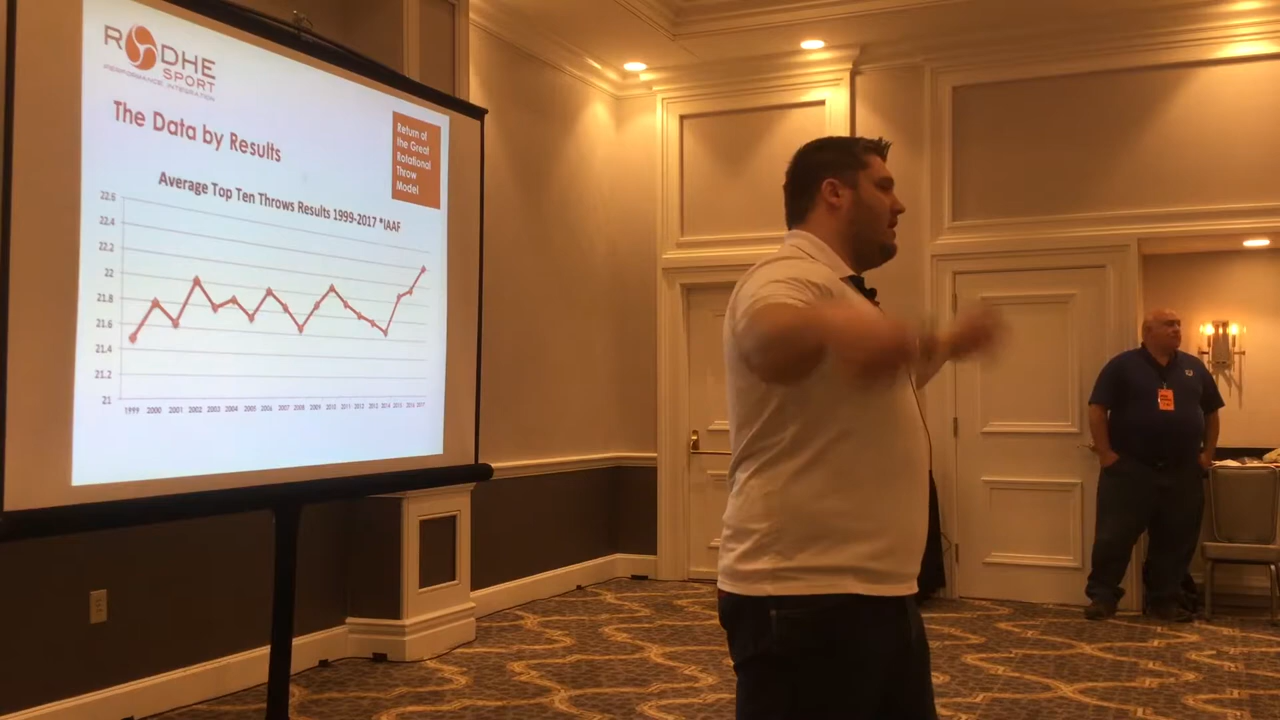 RODHE
SPORT
PERFORMANCE INTEGRATION
The Data by Results
Return of
the Great
Rotational
Throw
Model
Average Top Ten Throws Results 1999-2017 *IAAF
22.6
22.4
22.2
22
21.8
21.6
21.4
21.2
21
1999 2000 2001 2002 2003 2004 2005 2006 2007 2008 2009 2010 2011 2012 2013 2014 2015 2016 2017